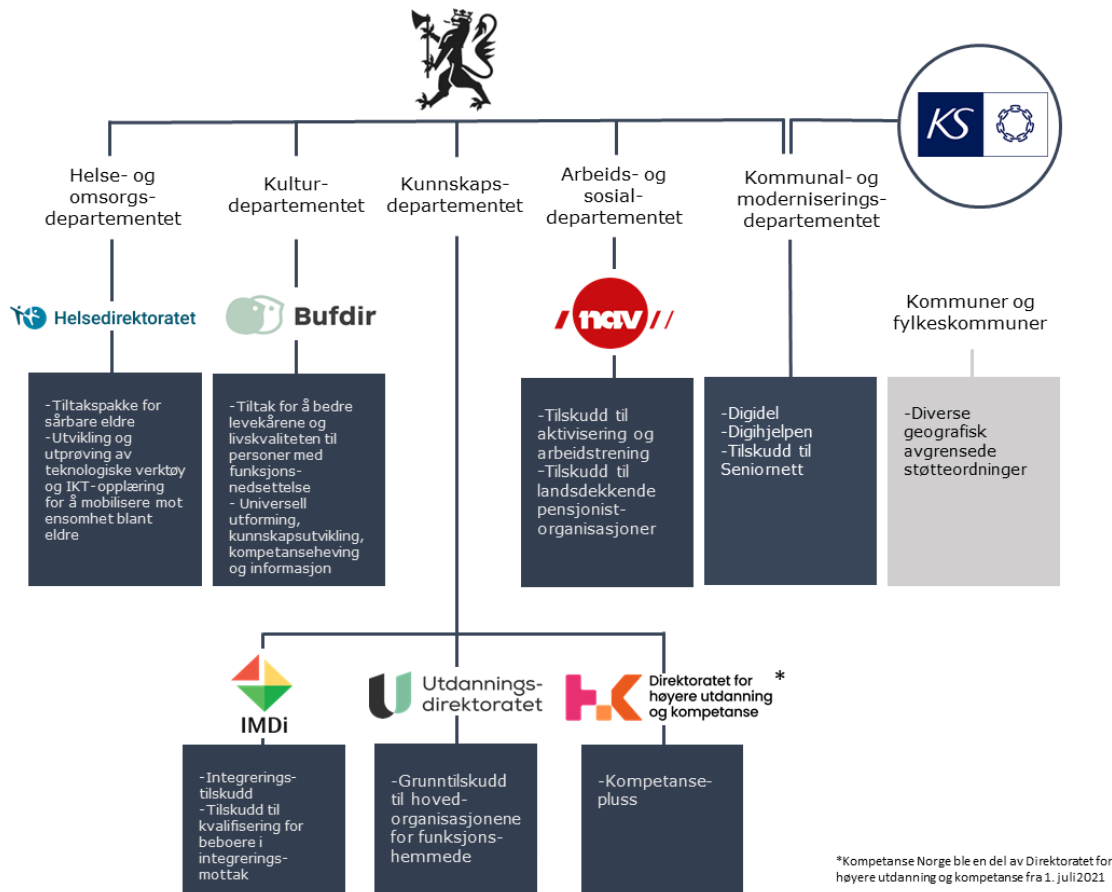 KS
Helse- og
omsorgs-
departementet
Kultur-
departementet
Kunnskaps-
departementet
Arbeids- og
sosial-
departementet
Kommunal- og
moderniserings-
departementet
Helsedirektoratet
Bufdir
nav
Kommuner og
fylkeskommuner
-Tiltakspakke for
sårbare eldre
-Utvikling og
utprøving av
teknologiske verktøy
og IKT-opplæring
for å mobilisere mot
ensomhet blant
eldre
-Tiltak for å bedre
levekårene og
livskvaliteten til
personer med
funksjons-
nedsettelse
- Universell
utforming,
kunnskapsutvikling,
kompetanseheving
og informasjon
-Tilskudd til
aktivisering og
arbeidstrening
-Tilskudd til
landsdekkende
pensjonist-
organisasjoner
-Digidel
-Digihjelpen
-Tilskudd til
Seniornett
-Diverse
geografisk
avgrensede
støtteordninger
IMDi
Utdannings-
direktoratet
Direktoratet for
høyere utdanning
og kompetanse
*
-Integrerings-
tilskudd
-Tilskudd til
kvalifisering for
beboere i
integrerings-
mottak
-Grunntilskudd
til hoved-
organisasjonene
for funksjons-
hemmede
-Kompetanse-
pluss
*Kompetanse Norge ble en del av Direktoratet for
høyere utdanning og kompetanse fra 1. juli 2021